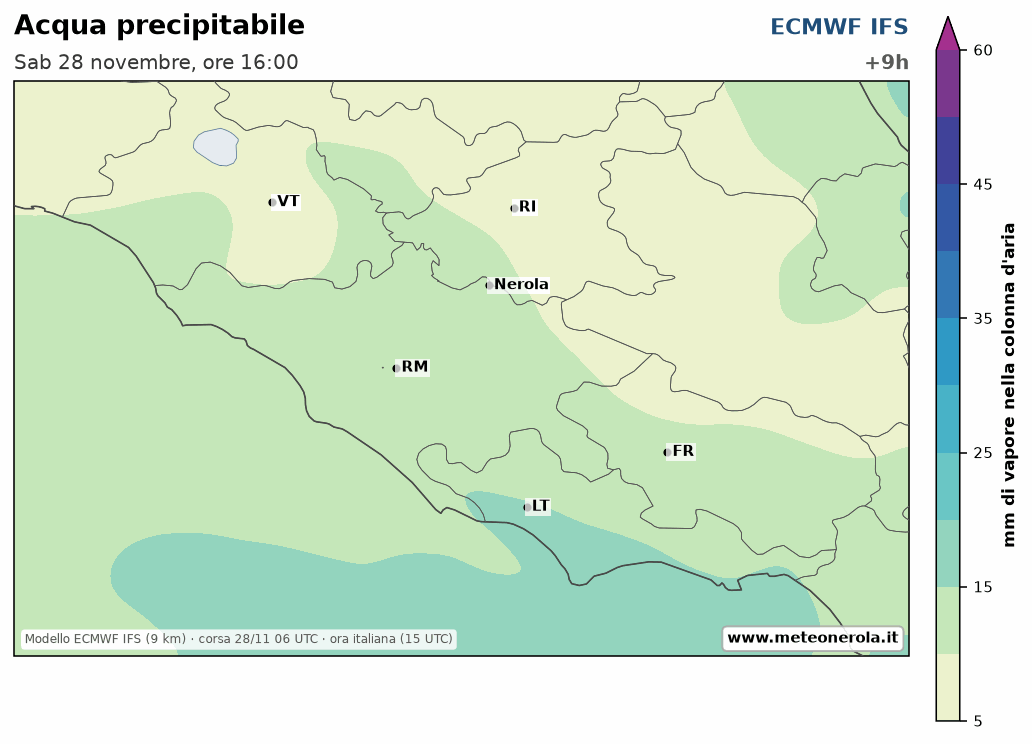 Acqua precipitabile
ECMWF IFS
Sab 28 novembre, ore 16:00
+9h
VT
RI
Nerola
RM
FR
LT
Modello ECMWF IFS (9 km) · corsa 28/11 06 UTC · ora italiana (15 UTC)
www.meteonerola.it
60
45
35
25
15
5
mm di vapore nella colonna d'aria